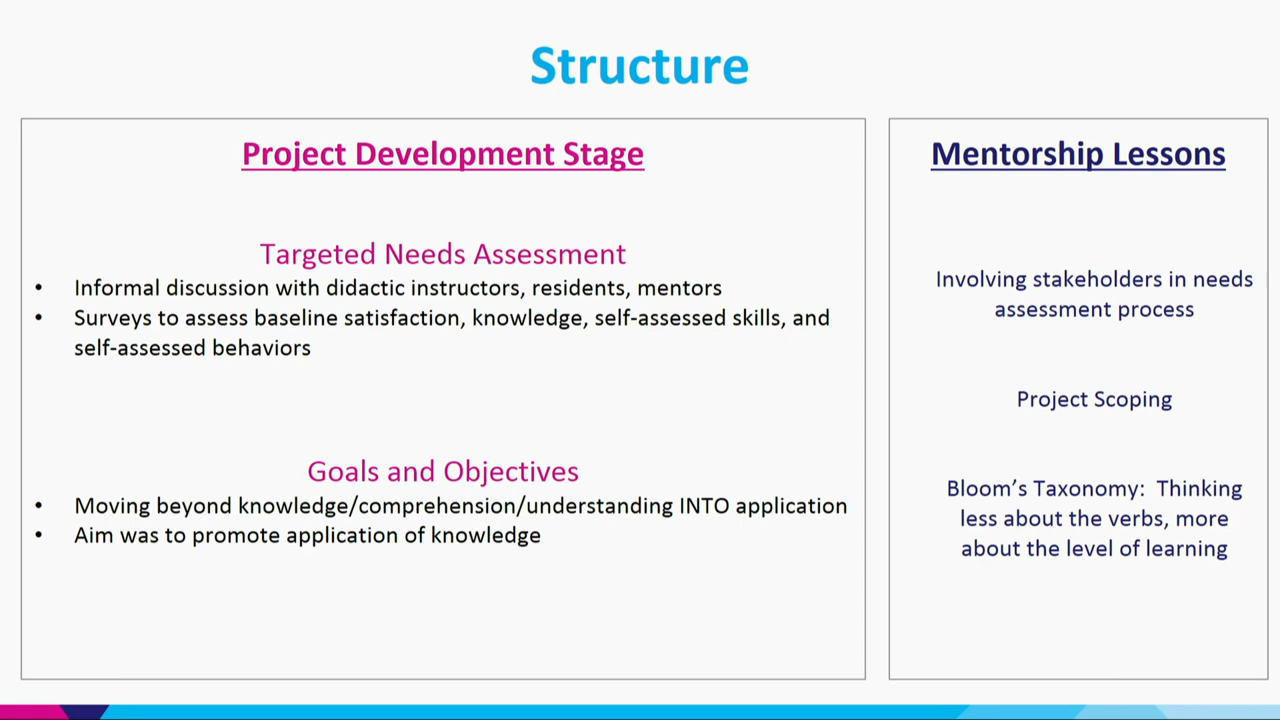 Structure
Project Development Stage
Targeted Needs Assessment
• Informal discussion with didactic instructors, residents, mentors
• Surveys to assess baseline satisfaction, knowledge, self-assessed skills, and
self-assessed behaviors
Goals and Objectives
• Moving beyond knowledge/comprehension/understanding INTO application
• Aim was to promote application of knowledge
Mentorship Lessons
Involving stakeholders in needs
assessment process
Project Scoping
Bloom’s Taxonomy:  Thinking
less about the verbs, more
about the level of learning